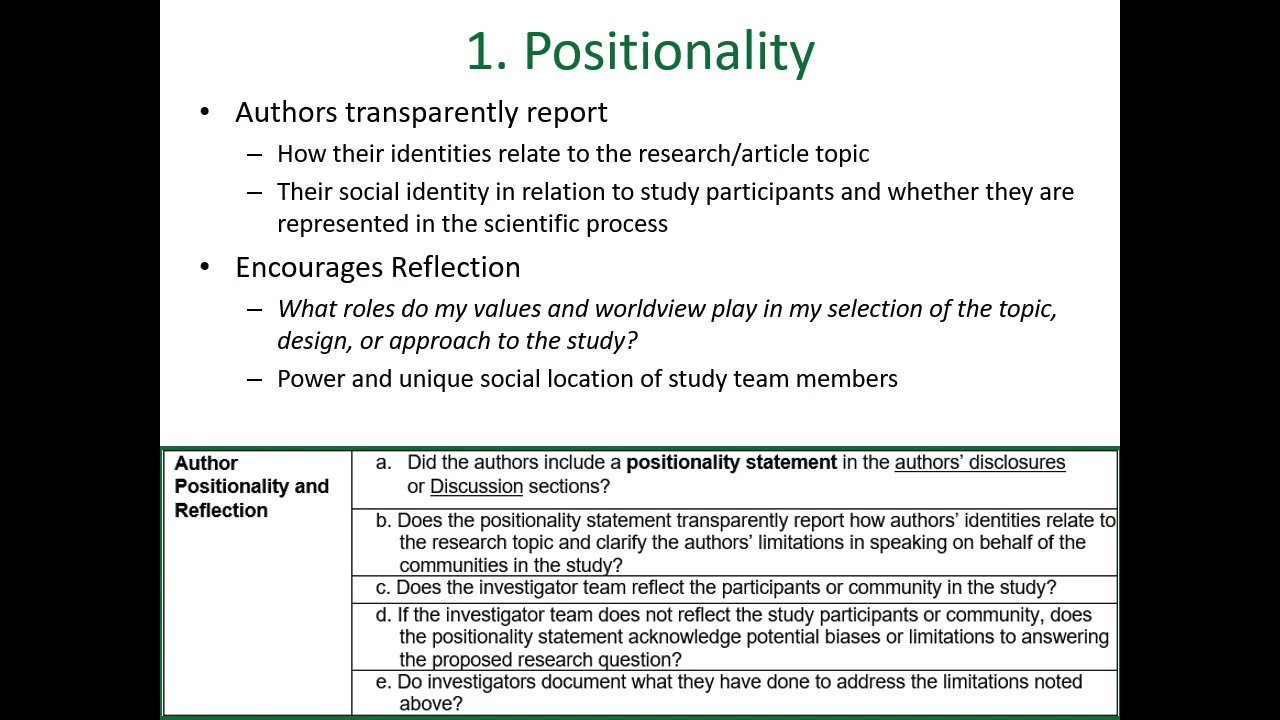 1. Positionality
• Authors transparently report
– How their identities relate to the research/article topic
– Their social identity in relation to study participants and whether they are
represented in the scientific process
• Encourages Reflection
– What roles do my values and worldview play in my selection of the topic,
design, or approach to the study?
– Power and unique social location of study team members
Author
Positionality and
Reflection
a. Did the authors include a positionality statement in the authors’ disclosures
or Discussion sections?
b. Does the positionality statement transparently report how authors’ identities relate to
the research topic and clarify the authors’ limitations in speaking on behalf of the
communities in the study?
c. Does the investigator team reflect the participants or community in the study?
d. If the investigator team does not reflect the study participants or community, does
the positionality statement acknowledge potential biases or limitations to answering
the proposed research question?
e. Do investigators document what they have done to address the limitations noted
above?